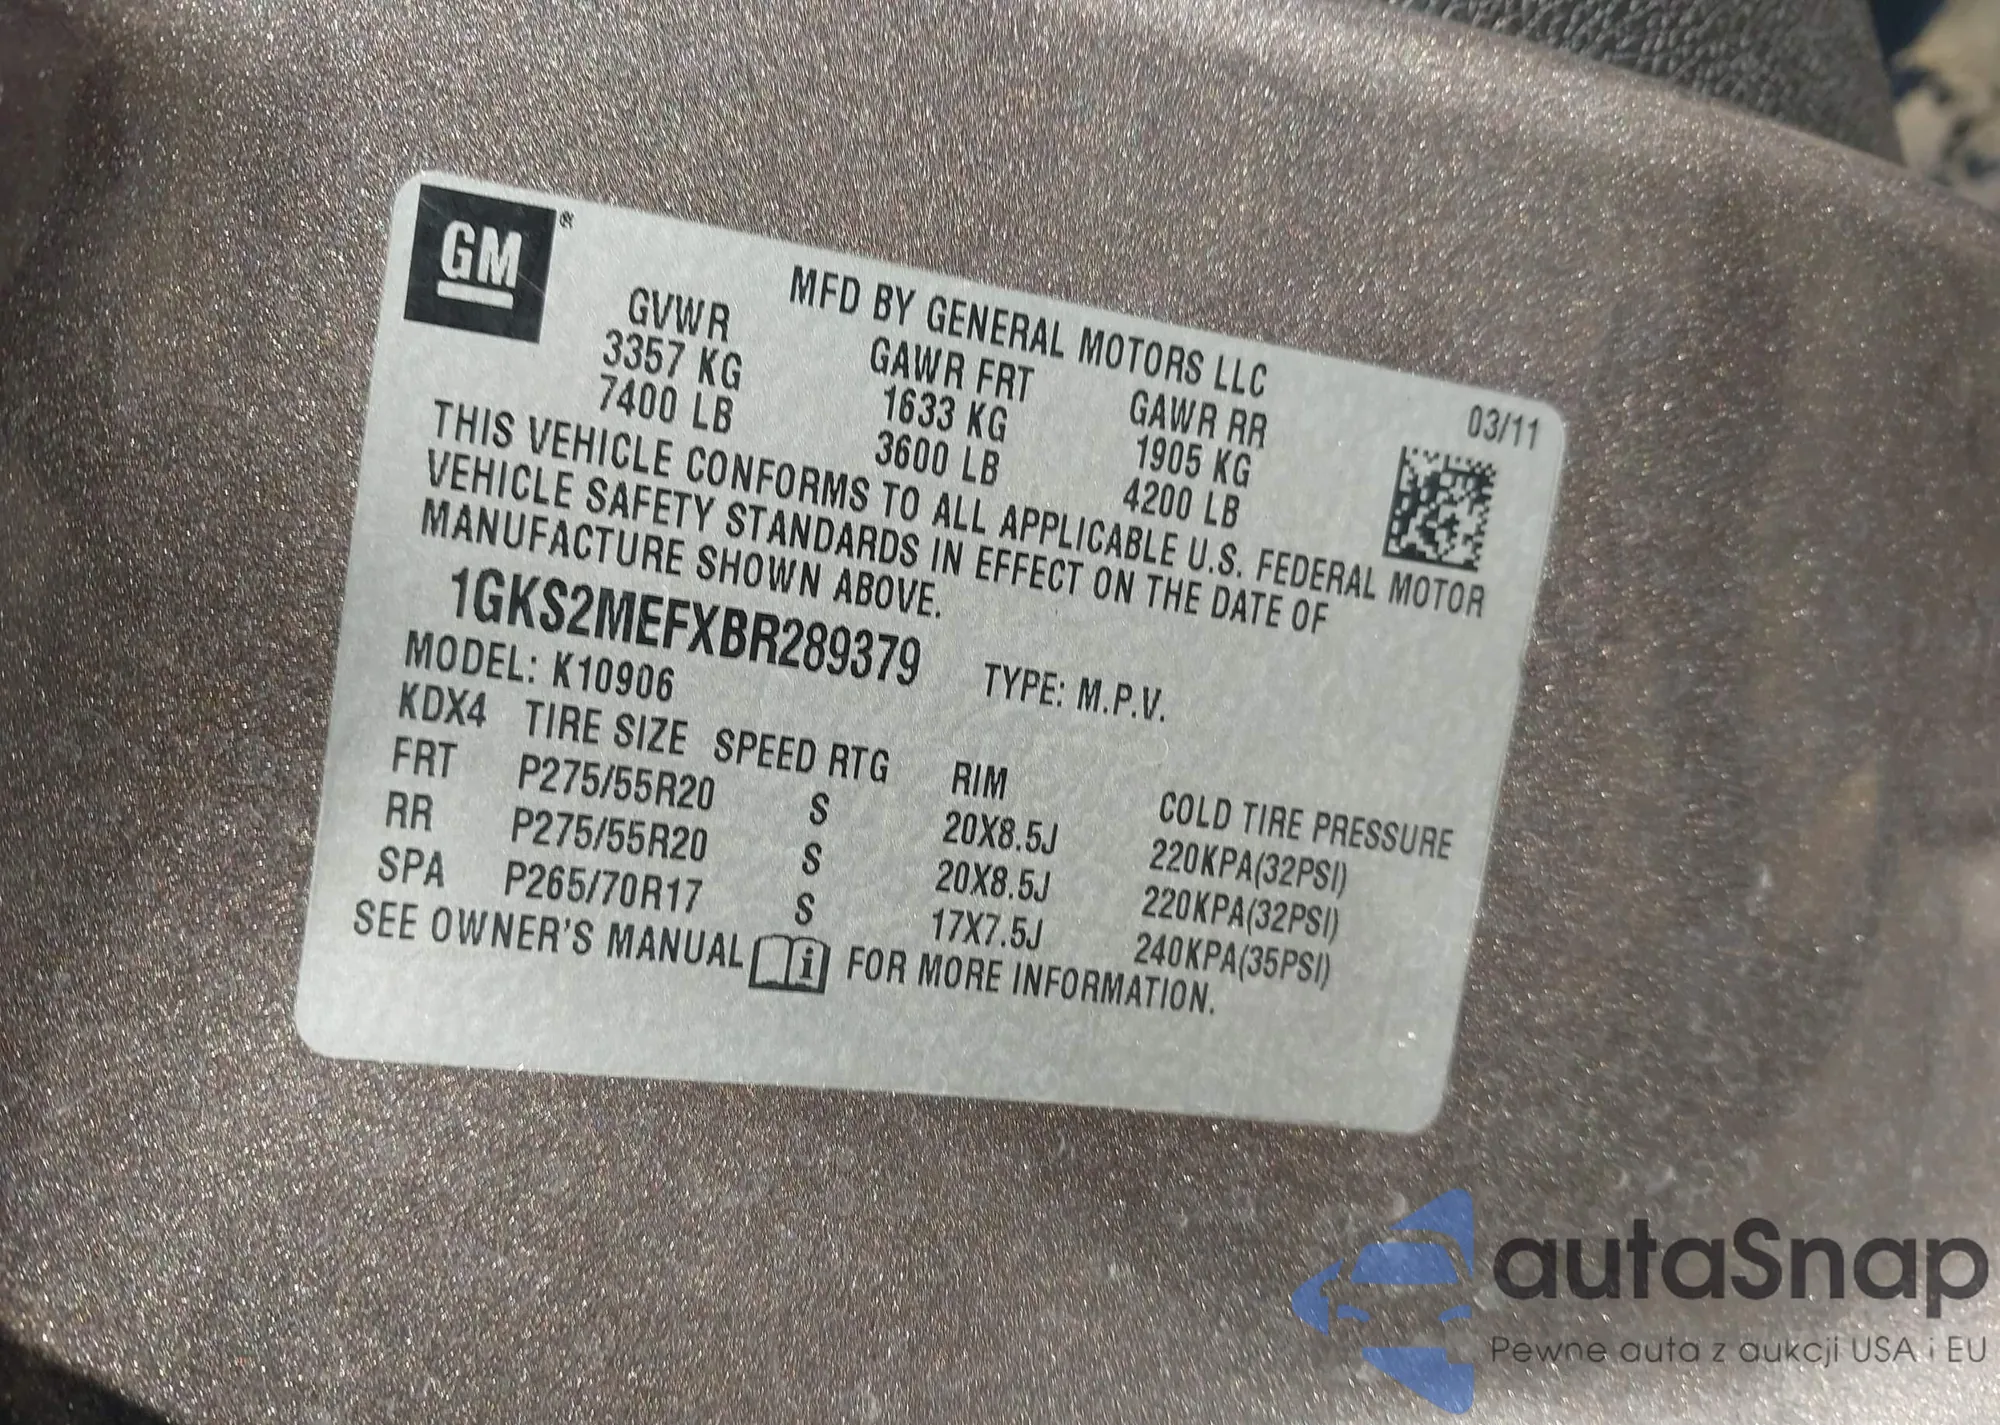 GM®
MFD BY GENERAL MOTORS LLC
03/11
GVWR GAWR FRT GAWR RR
3357 KG 1633 KG 1905 KG
7400 LB 3600 LB 4200 LB
THIS VEHICLE CONFORMS TO ALL APPLICABLE U.S. FEDERAL MOTOR
VEHICLE SAFETY STANDARDS IN EFFECT ON THE DATE OF
MANUFACTURE SHOWN ABOVE.
1GKS2MEFXBR289379 TYPE: M.P.V.
MODEL: K10906
KDX4 TIRE SIZE SPEED RTG RIM COLD TIRE PRESSURE
FRT P275/55R20 S 20X8.5J 220KPA(32PSI)
RR P275/55R20 S 20X8.5J 220KPA(32PSI)
SPA P265/70R17 S 17X7.5J 240KPA(35PSI)
SEE OWNER'S MANUAL i FOR MORE INFORMATION.
autaSnap
Pewne auta z aukcji USA i EU